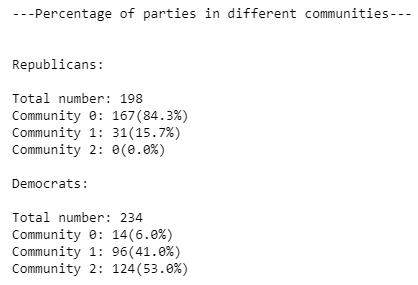 ---Percentage of parties in different communities---
Republicans:
Total number: 198
Community 0: 167(84.3%)
Community 1: 31(15.7%)
Community 2: 0(0.0%)
Democrats:
Total number: 234
Community 0: 14(6.0%)
Community 1: 96(41.0%)
Community 2: 124(53.0%)